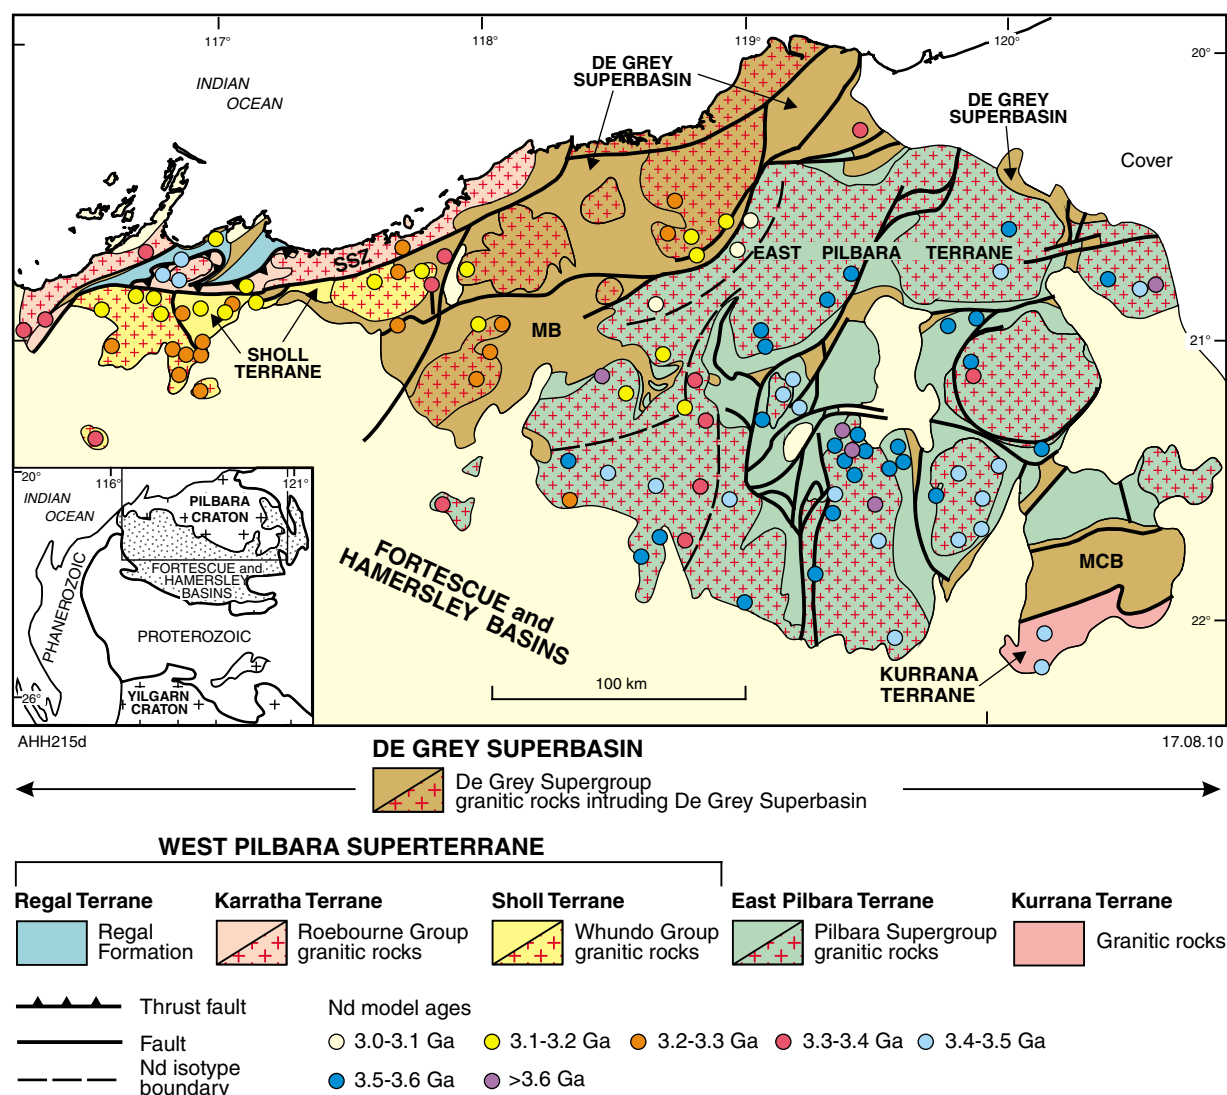 117°
118°
119°
120°
20°
INDIAN
OCEAN
DE GREY
SUPERBASIN
DE GREY
SUPERBASIN
Cover
EAST PILBARA TERRANE
SSZ
MB
SHOLL
TERRANE
21°
20°
116°
121°
INDIAN
OCEAN
PILBARA
CRATON
FORTESCUE and
HAMERSLEY
BASINS
PHANEROZOIC
PROTEROZOIC
YILGARN
CRATON
26°
FORTESCUE and
HAMERSLEY BASINS
MCB
22°
KURRANA
TERRANE
100 km
AHH215d
17.08.10
DE GREY SUPERBASIN
De Grey Supergroup
granitic rocks intruding De Grey Superbasin
WEST PILBARA SUPERTERRANE
Regal Terrane
Karratha Terrane
Sholl Terrane
East Pilbara Terrane
Kurrana Terrane
Regal
Formation
Roebourne Group
granitic rocks
Whundo Group
granitic rocks
Pilbara Supergroup
granitic rocks
Granitic rocks
Thrust fault
Nd model ages
Fault
3.0-3.1 Ga
3.1-3.2 Ga
3.2-3.3 Ga
3.3-3.4 Ga
3.4-3.5 Ga
Nd isotype
boundary
3.5-3.6 Ga
>3.6 Ga